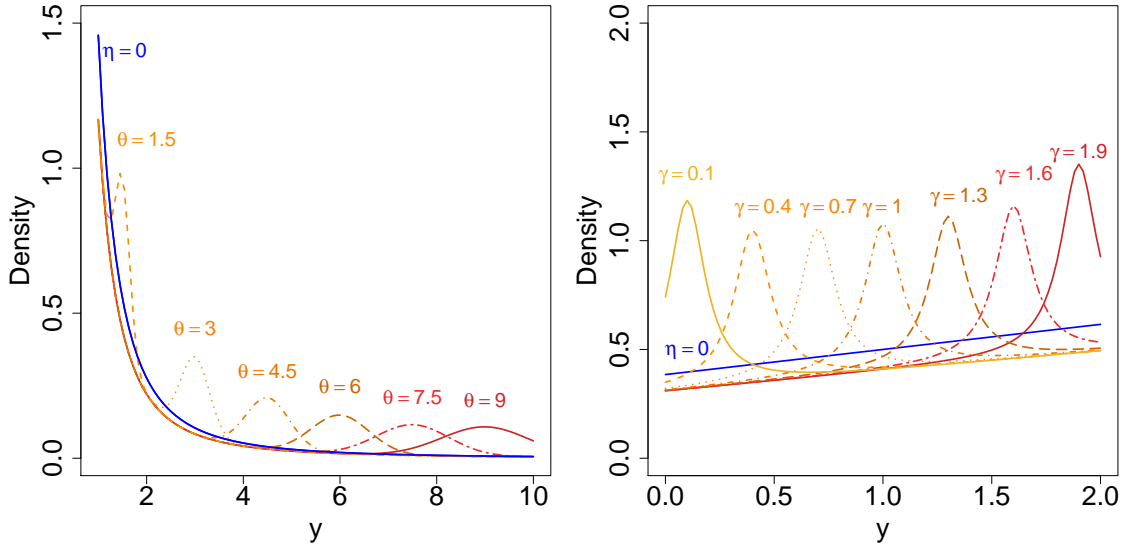 1.5
1.0
0.5
0.0
Density
η = 0
θ = 1.5
θ = 3
θ = 4.5
θ = 6
θ = 7.5
θ = 9
2 4 6 8 10
y
2.0
1.5
1.0
0.5
0.0
Density
γ = 0.1
γ = 0.4
γ = 0.7
γ = 1
γ = 1.3
γ = 1.6
γ = 1.9
η = 0
0.0 0.5 1.0 1.5 2.0
y